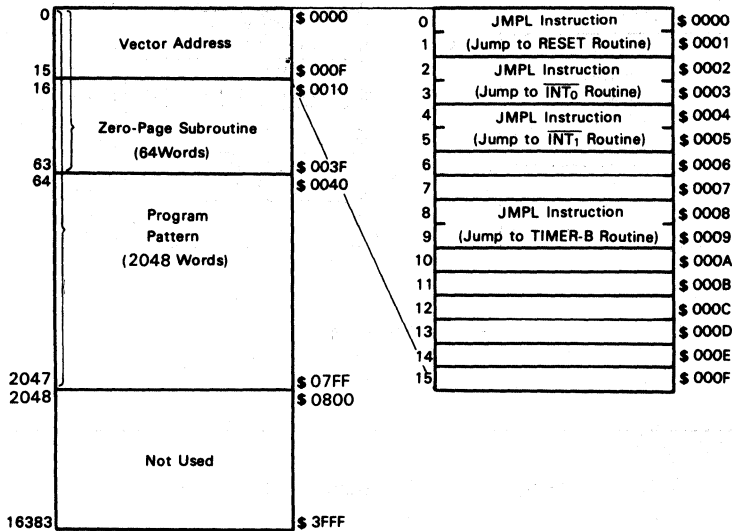 0
$ 0000
Vector Address
15
$ 000F
16
$ 0010
Zero-Page Subroutine
(64Words)
63
$ 003F
64
$ 0040
Program
Pattern
(2048 Words)
2047
$ 07FF
2048
$ 0800
Not Used
16383
$ 3FFF
0 JMPL Instruction $ 0000
1 (Jump to RESET Routine) $ 0001
2 JMPL Instruction $ 0002
3 (Jump to I̅N̅T̅₀̅ Routine) $ 0003
4 JMPL Instruction $ 0004
5 (Jump to I̅N̅T̅₁̅ Routine) $ 0005
6 $ 0006
7 $ 0007
8 JMPL Instruction $ 0008
9 (Jump to TIMER-B Routine) $ 0009
10 $ 000A
11 $ 000B
12 $ 000C
13 $ 000D
14 $ 000E
15 $ 000F